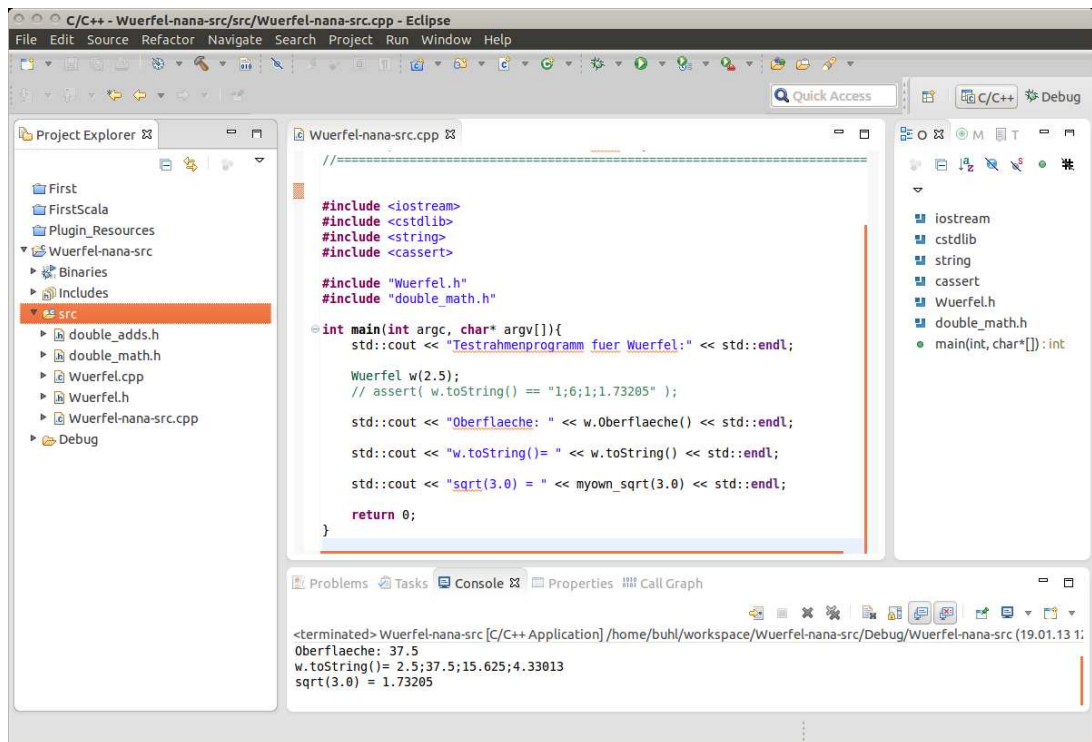 C/C++ - Wuerfel-nana-src/src/Wuerfel-nana-src.cpp - Eclipse
File Edit Source Refactor Navigate Search Project Run Window Help
Quick Access
C/C++
Debug
Project Explorer
First
FirstScala
Plugin_Resources
Wuerfel-nana-src
Binaries
Includes
src
double_adds.h
double_math.h
Wuerfel.cpp
Wuerfel.h
Wuerfel-nana-src.cpp
Debug
Wuerfel-nana-src.cpp
//=========================================================================
#include <iostream>
#include <cstdlib>
#include <string>
#include <cassert>
#include "Wuerfel.h"
#include "double_math.h"
int main(int argc, char* argv[]){
std::cout << "Testrahmenprogramm fuer Wuerfel:" << std::endl;
Wuerfel w(2.5);
// assert( w.toString() == "1;6;1;1.73205" );
std::cout << "Oberflaeche: " << w.Oberflaeche() << std::endl;
std::cout << "w.toString()= " << w.toString() << std::endl;
std::cout << "sqrt(3.0) = " << myown_sqrt(3.0) << std::endl;
return 0;
}
O M T
iostream
cstdlib
string
cassert
Wuerfel.h
double_math.h
main(int, char*[]) : int
Problems Tasks Console Properties Call Graph
<terminated> Wuerfel-nana-src [C/C++ Application] /home/buhl/workspace/Wuerfel-nana-src/Debug/Wuerfel-nana-src (19.01.13 1
Oberflaeche: 37.5
w.toString()= 2.5;37.5;15.625;4.33013
sqrt(3.0) = 1.73205